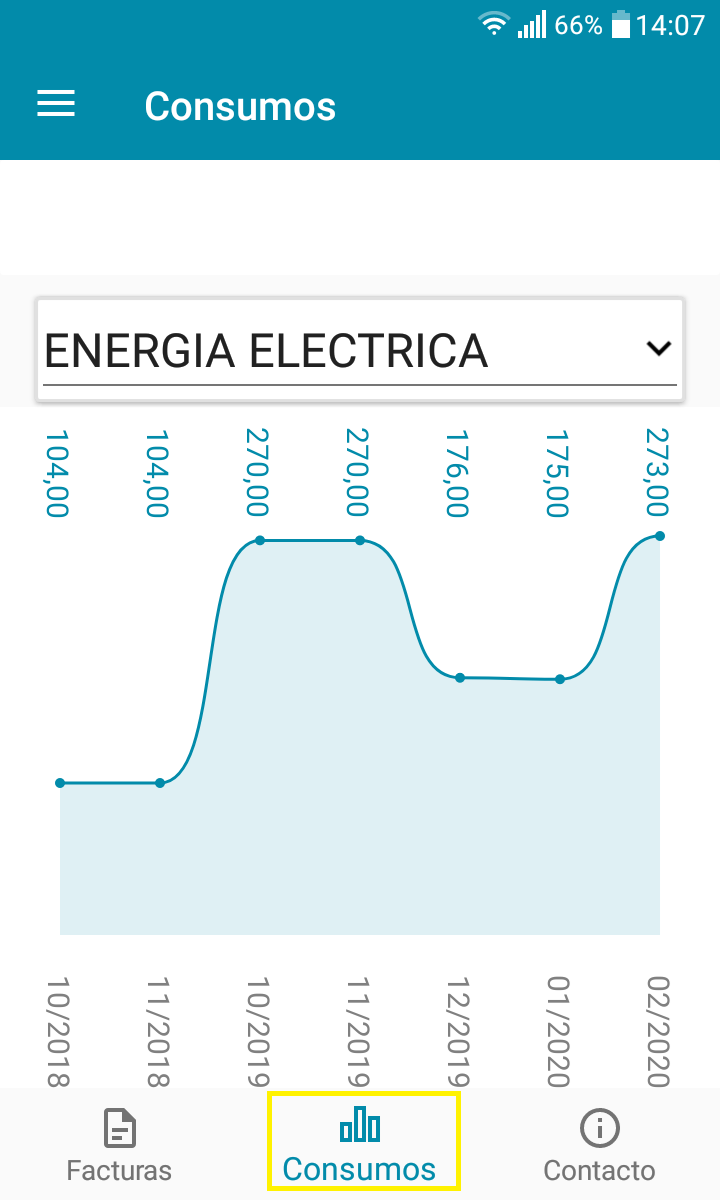 66% 14:07
Consumos
ENERGIA ELECTRICA
104,00 104,00 270,00 270,00 176,00 175,00 273,00
10/2018 11/2018 10/2019 11/2019 12/2019 01/2020 02/2020
Facturas Consumos Contacto